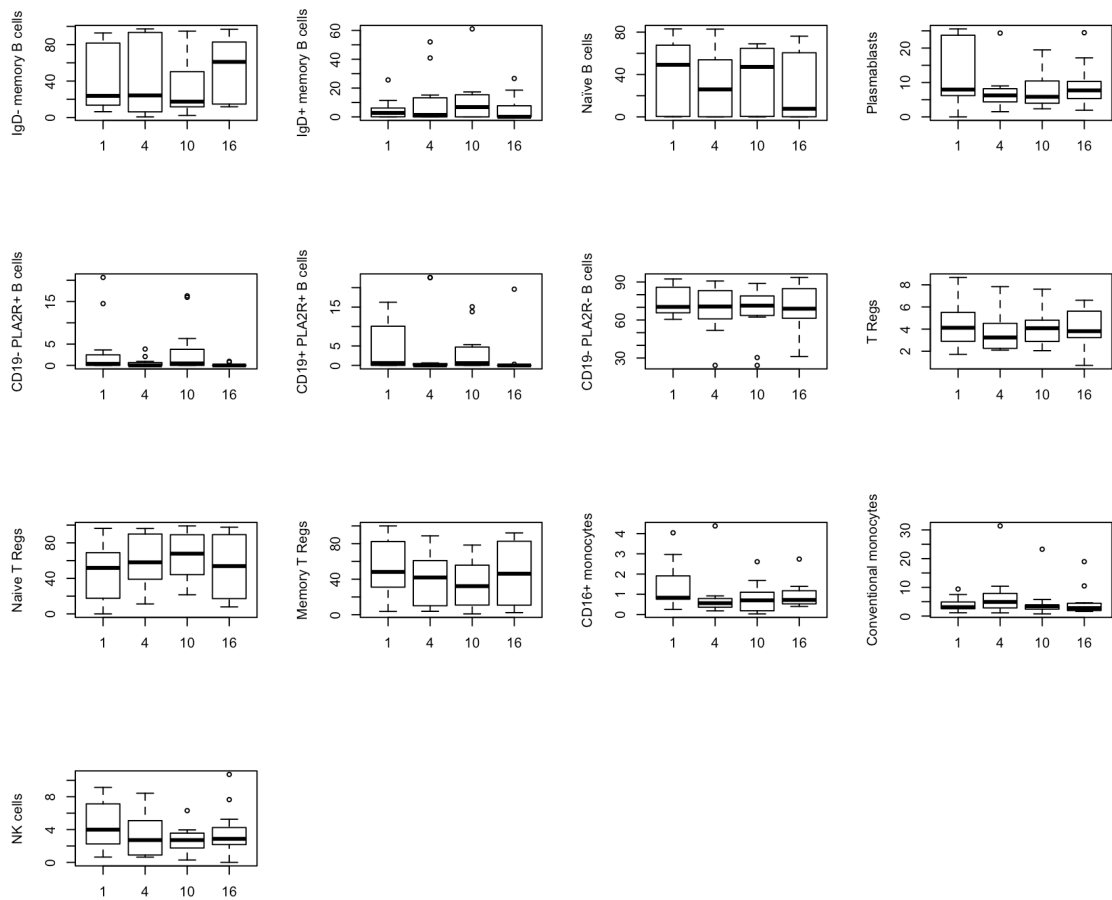 IgD- memory B cells
0 40 80
1 4 10 16
IgD+ memory B cells
0 20 40 60
1 4 10 16
Naïve B cells
0 40 80
1 4 10 16
Plasmablasts
0 10 20
1 4 10 16
CD19- PLA2R+ B cells
0 5 15
1 4 10 16
CD19+ PLA2R+ B cells
0 5 15
1 4 10 16
CD19- PLA2R- B cells
30 60 90
1 4 10 16
T Regs
2 4 6 8
1 4 10 16
Naive T Regs
0 40 80
1 4 10 16
Memory T Regs
0 40 80
1 4 10 16
CD16+ monocytes
0 1 2 3 4
1 4 10 16
Conventional monocytes
0 10 20 30
1 4 10 16
NK cells
0 4 8
1 4 10 16